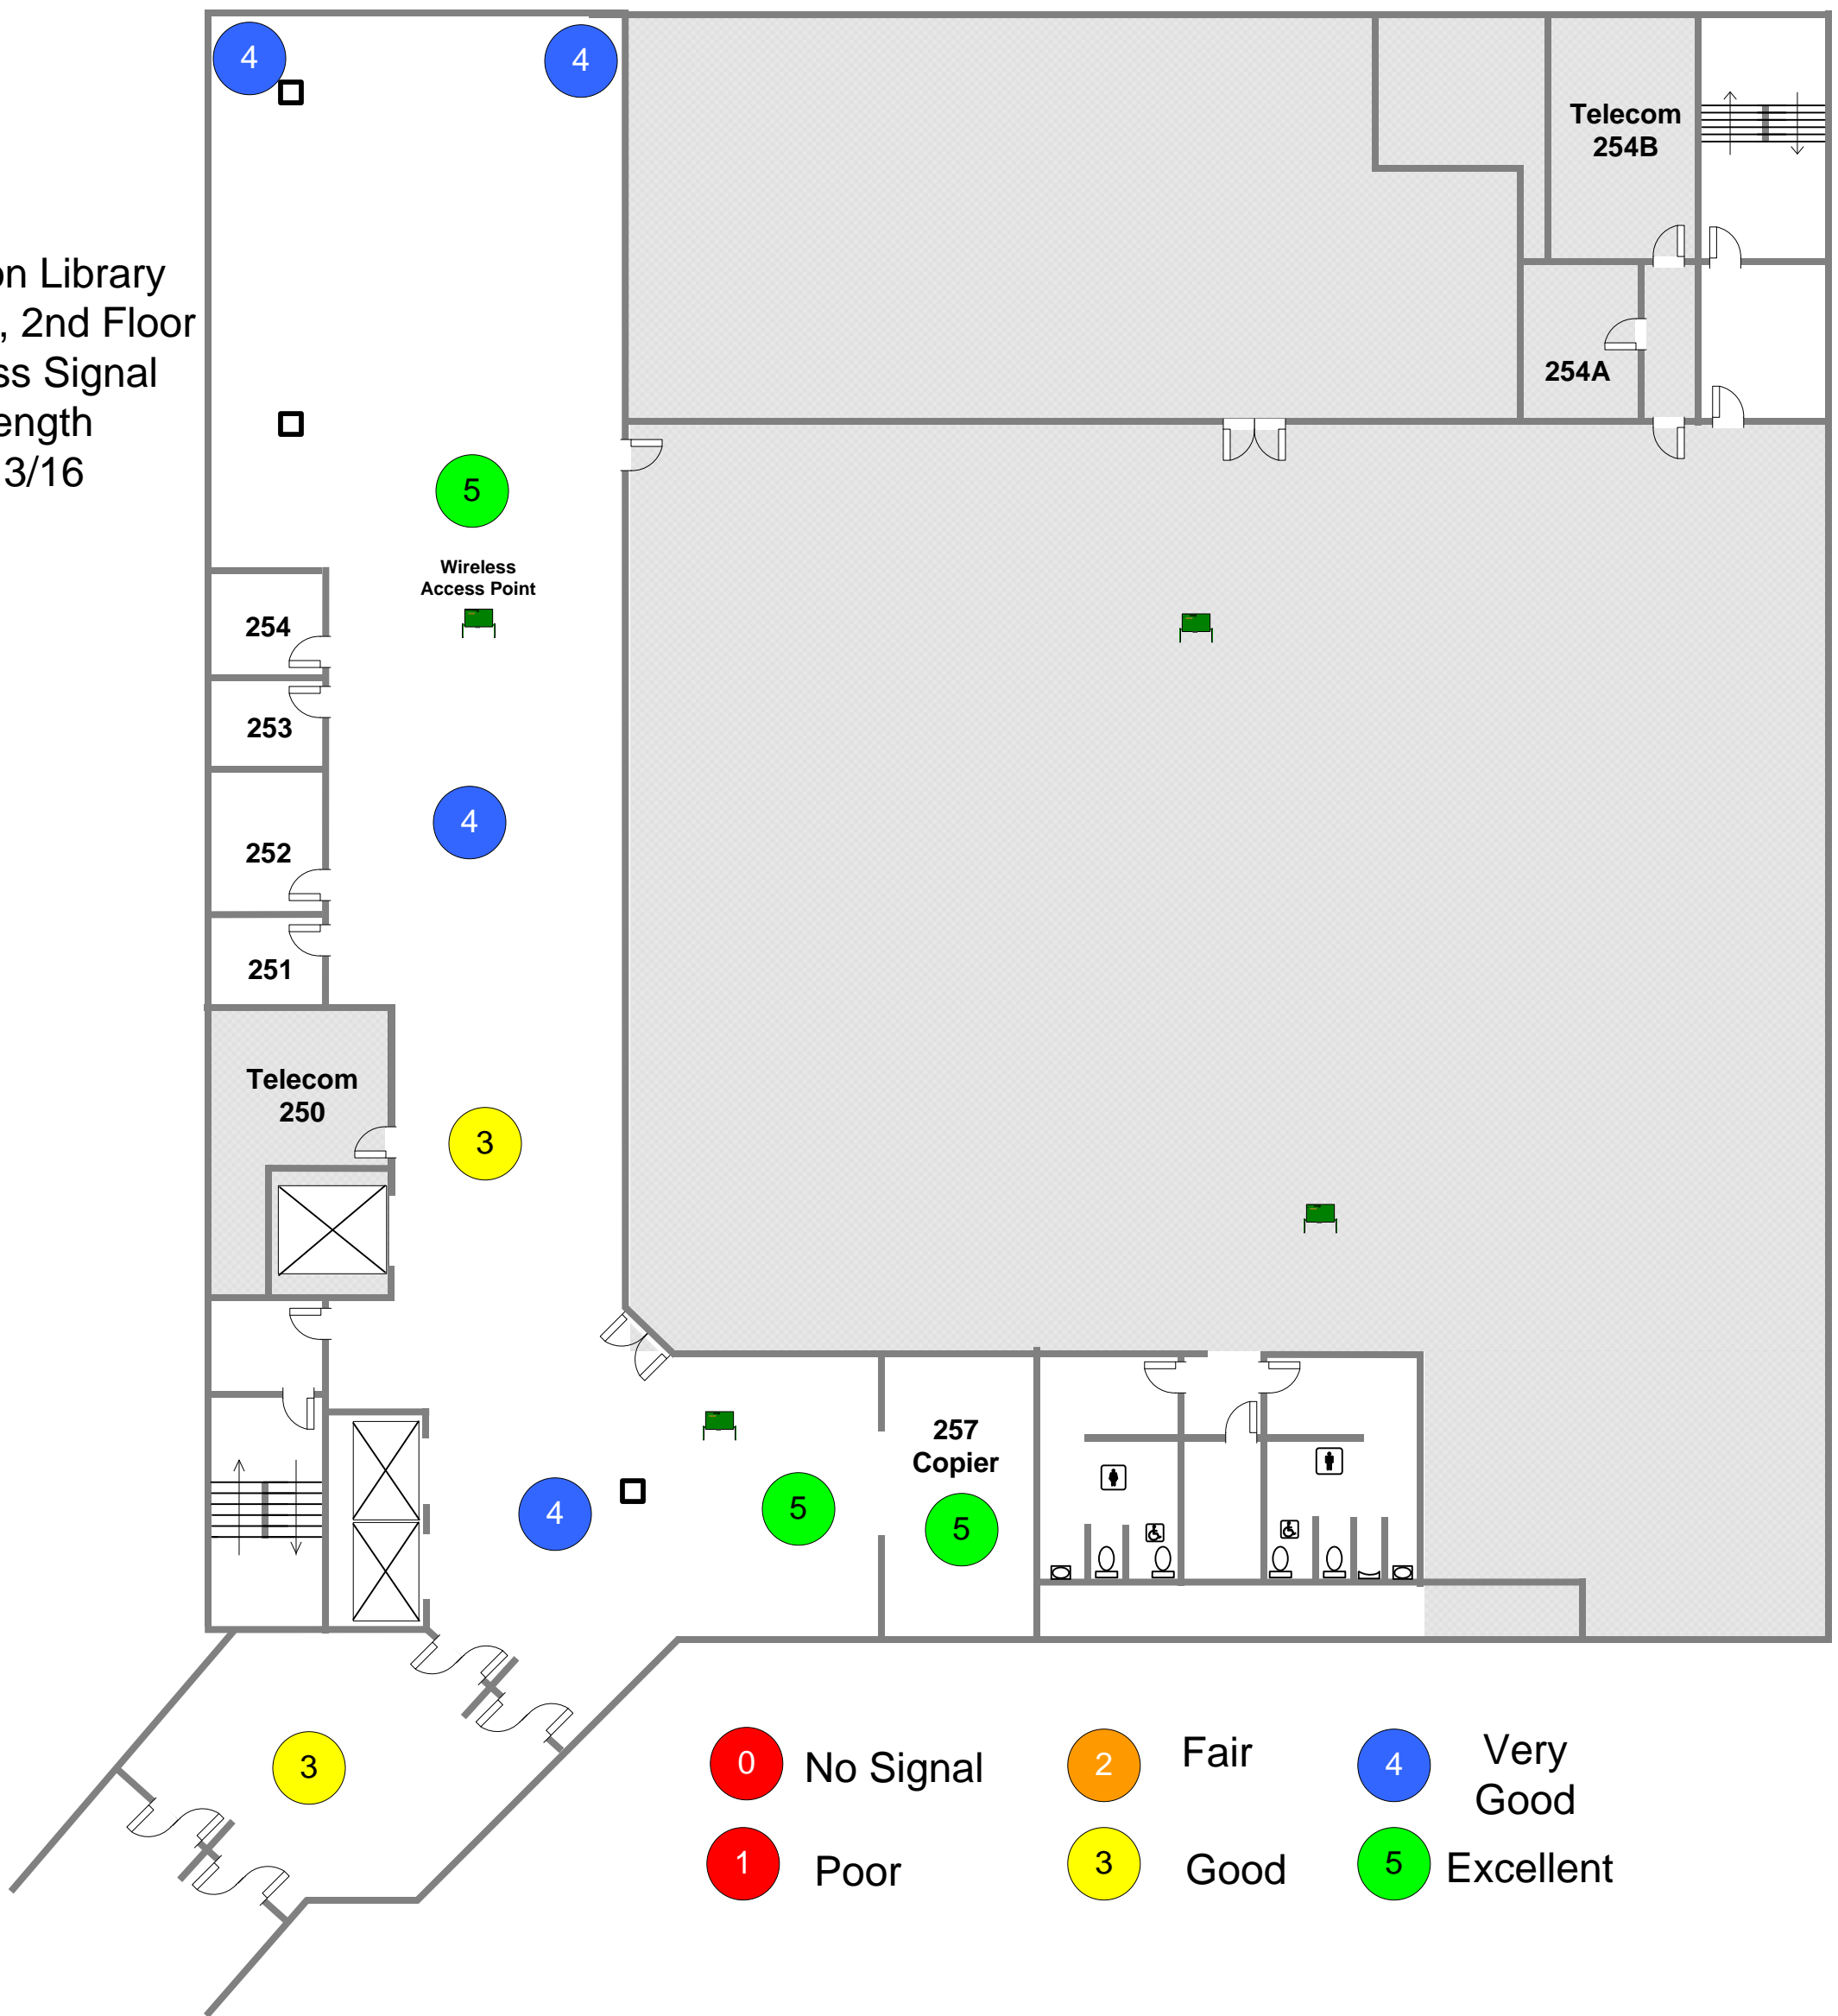 4
4
Telecom
254B
on Library
, 2nd Floor
ss Signal
ength
3/16
254A
5
Wireless
Access Point
254
253
4
252
251
Telecom
250
3
257
Copier
4
5
5
3
0 No Signal
2 Fair
4 Very
Good
1 Poor
3 Good
5 Excellent